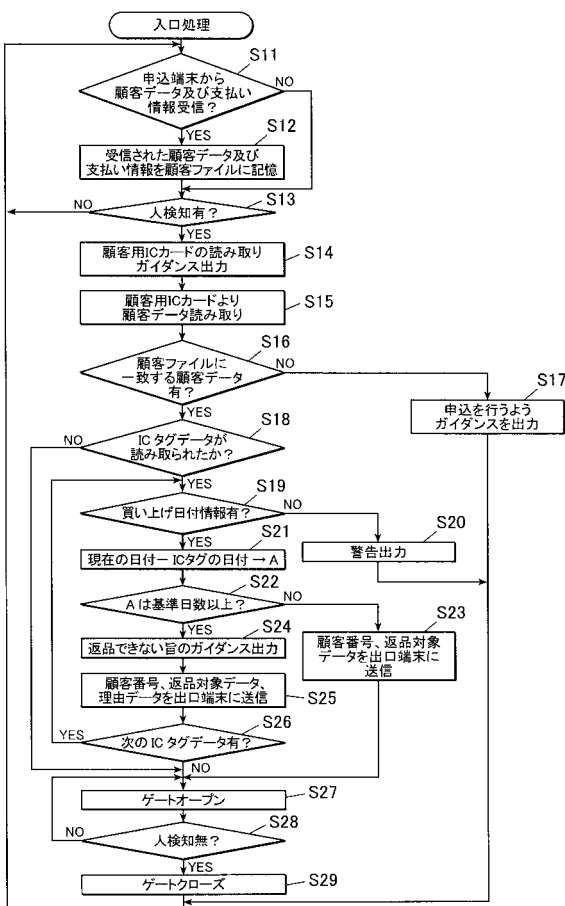 入口処理
S11
申込端末から
顧客データ及び支払い
情報受信？
NO
YES
S12
受信された顧客データ及び
支払い情報を顧客ファイルに記憶
S13
NO
人検知有？
YES
顧客用ICカードの読み取り
ガイダンス出力
S14
顧客用ICカードより
顧客データ読み取り
S15
S16
顧客ファイルに
一致する顧客データ
有？
NO
YES
S17
申込を行うよう
ガイダンスを出力
S18
NO
ICタグデータが
読み取られたか？
YES
S19
買い上げ日付情報有？
NO
YES
S20
警告出力
S21
現在の日付－ICタグの日付→A
S22
Aは基準日数以上？
NO
YES
S23
顧客番号、返品対象
データを出口端末に
送信
S24
返品できない旨のガイダンス出力
顧客番号、返品対象データ、
理由データを出口端末に送信
S25
S26
YES
次のICタグデータ有？
NO
ゲートオープン
S27
S28
NO
人検知無？
YES
ゲートクローズ
S29